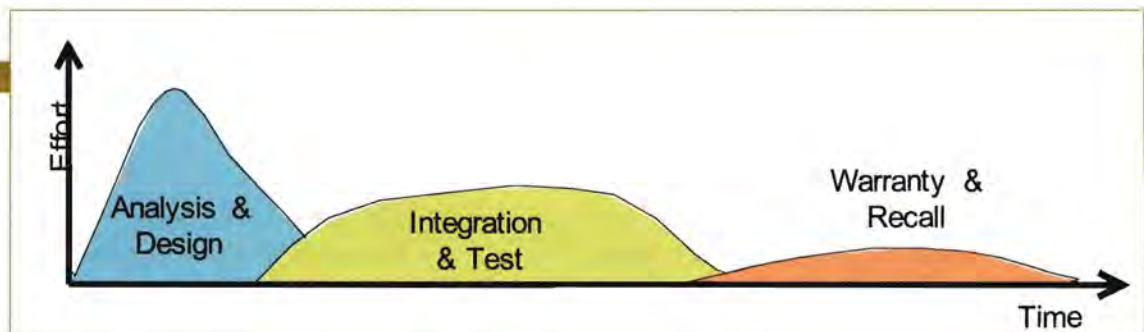 Effort
Analysis &
Design
Integration
& Test
Warranty &
Recall
Time